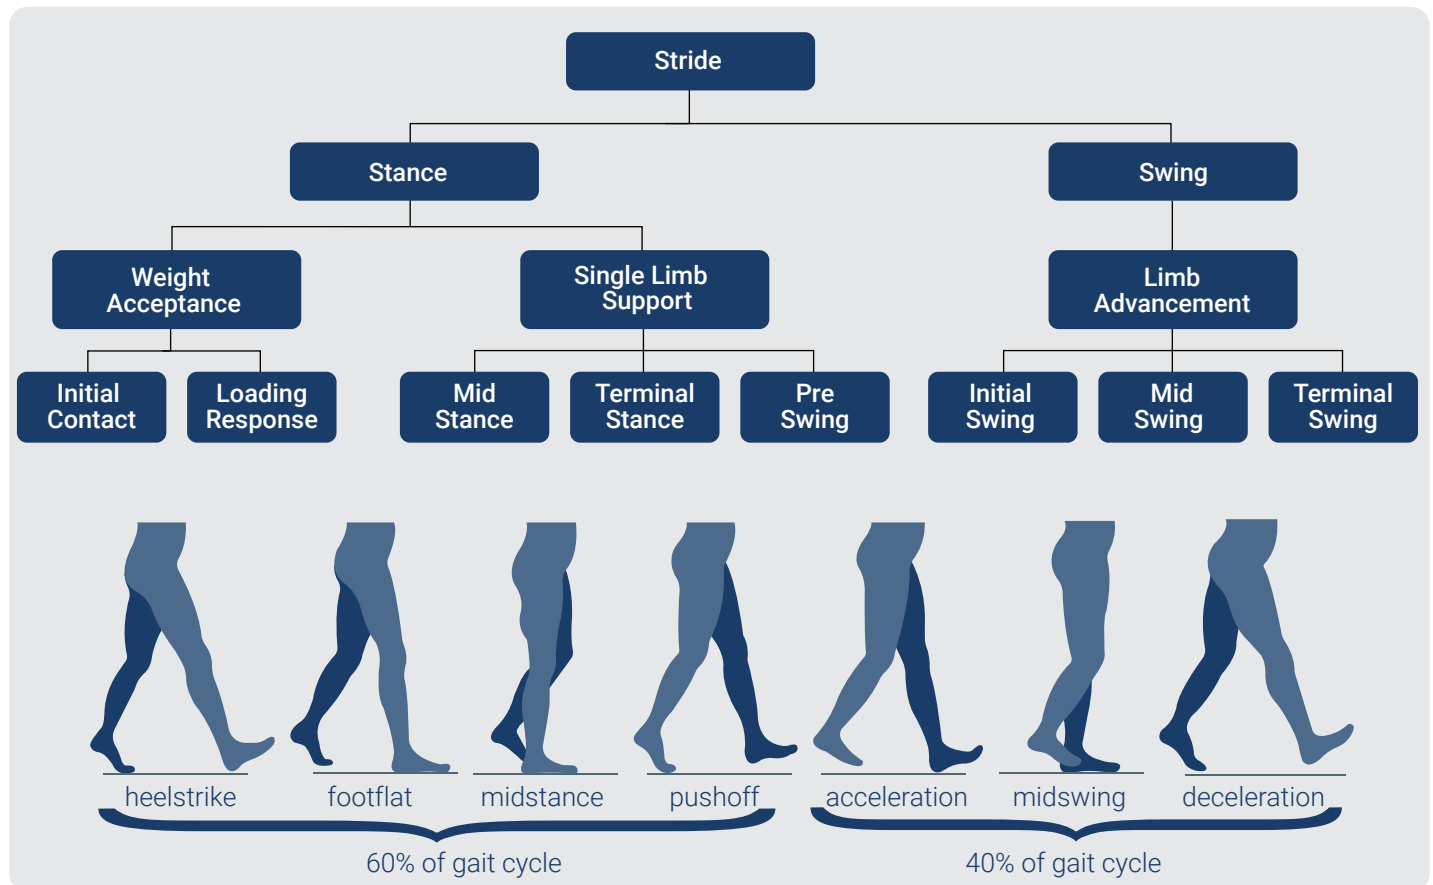 Stride
Stance
Swing
Weight
Acceptance
Single Limb
Support
Limb
Advancement
Initial
Contact
Loading
Response
Mid
Stance
Terminal
Stance
Pre
Swing
Initial
Swing
Mid
Swing
Terminal
Swing
heelstrike
footflat
midstance
pushoff
acceleration
midswing
deceleration
60% of gait cycle
40% of gait cycle